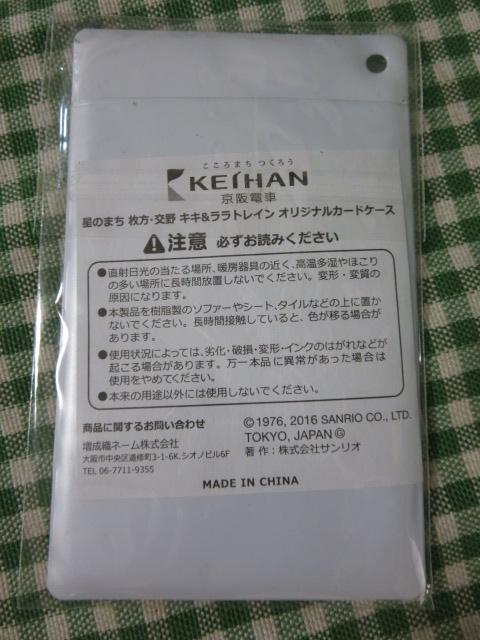 こころまち つくろう
KEIHAN
京阪電車
星のまち 枚方・交野 キキ&ララトレイン オリジナルカードケース
注意 必ずお読みください
●直射日光の当たる場所、暖房器具の近く、高温多湿やほこり
の多い場所に長時間放置しないでください。変形・変質の
原因になります。
●本製品を樹脂製のソファーやシート、タイルなどの上に置か
ないでください。長時間接触していると、色が移る場合が
あります。
●使用状況によっては、劣化・破損・変形・インクのはがれなどが
起こる場合があります。万一本品に異常があった場合は
使用をやめてください。
●本来の用途以外には使用しないでください。
商品に関するお問い合わせ
増成織ネーム株式会社
大阪市中央区道修町3-1-6K.シオノビル6F
TEL 06-7711-9355
©1976, 2016 SANRIO CO., LTD.
TOKYO, JAPAN Ⓖ
著作：株式会社サンリオ
MADE IN CHINA